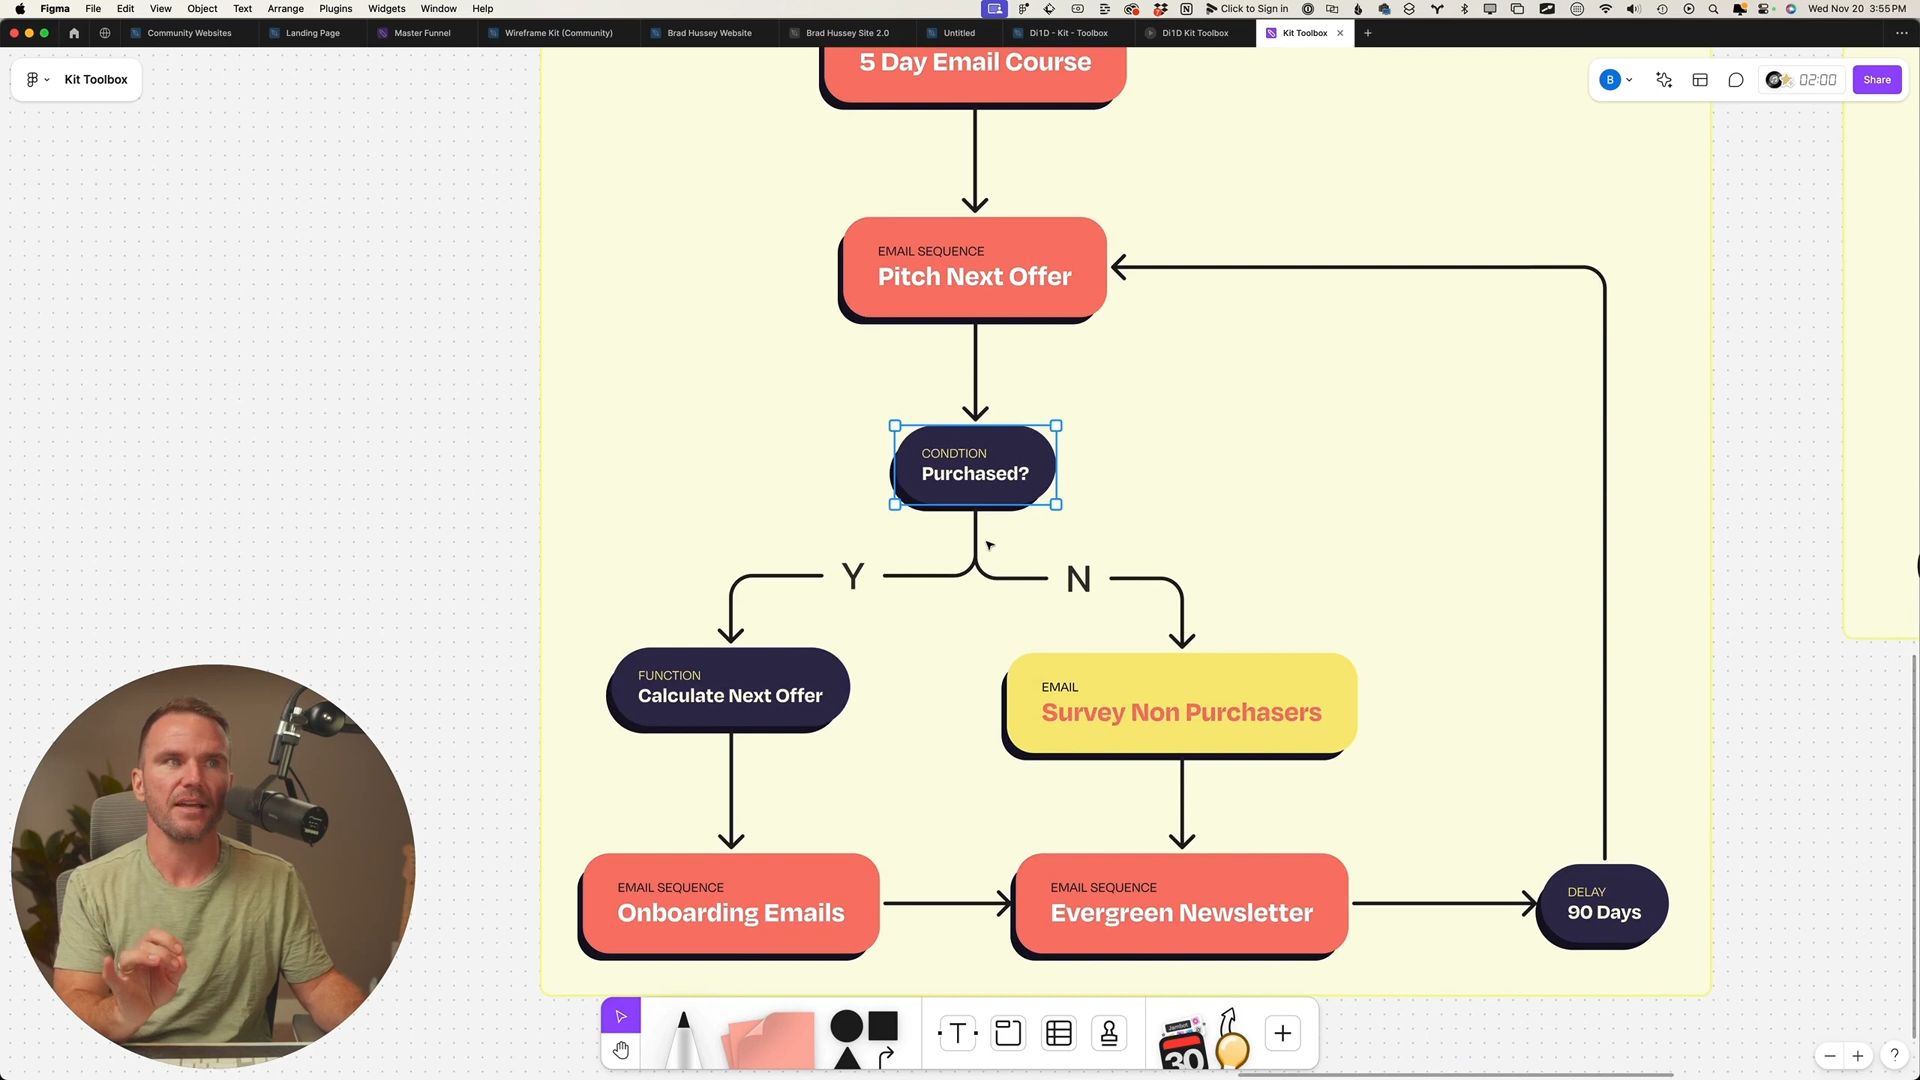 Figma File Edit View Object Text Arrange Plugins Widgets Window Help
Click to Sign in Wed Nov 20 3:55 PM
Community Websites Landing Page Master Funnel Wireframe Kit (Community) Brad Hussey Website Brad Hussey Site 2.0 Untitled Di1D - Kit - Toolbox Di1D Kit Toolbox Kit Toolbox
Kit Toolbox
B 02:00 Share
5 Day Email Course
EMAIL SEQUENCE
Pitch Next Offer
CONDTION
Purchased?
Y N
FUNCTION
Calculate Next Offer
EMAIL
Survey Non Purchasers
EMAIL SEQUENCE
Onboarding Emails
EMAIL SEQUENCE
Evergreen Newsletter
DELAY
90 Days
T
Jambot
30